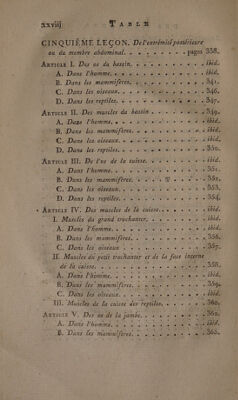 xxviij TABLE
CINQUIÈME LEÇON. De l'extrémité postérieure
ou du membre abdominal. pages 338.
ARTICLE I. Des os du bassin. ibid.
A. Dans l'homme. ibid.
B. Dans les mammifères. 341.
C. Dans les oiseaux. 346.
D. Dans les reptiles. 347.
ARTICLE II. Des muscles du bassin. 349.
A. Dans l'homme. ibid.
B. Dans les mammifères. ibid.
C. Dans les oiseaux. ibid.
D. Dans les reptiles. 350.
ARTICLE III. De l'os de la cuisse. ibid.
A. Dans l'homme. ibid.
B. Dans les mammifères.
C. Dans les oiseaux. 353.
D. Dans les reptiles. 354.
ARTICLE IV. Des muscles de la cuisse. ibid.
I. Muscles du grand trochanter. ibid.
A. Dans l'homme. ibid.
B. Dans les mammifères.
C. Dans les oiseaux. 357.
II. Muscles du petit trochanter et de la face interne
de la cuisse. 358.
A. Dans l'homme. ibid.
B. Dans les mammifères. 359.
C. Dans les oiseaux. ibid.
III. Muscles de la cuisse des reptiles. 360.
ARTICLE V. Des os de la jambe. ibid.
A. Dans l'homme. ibid.
B. Dans les mammifères. 363.